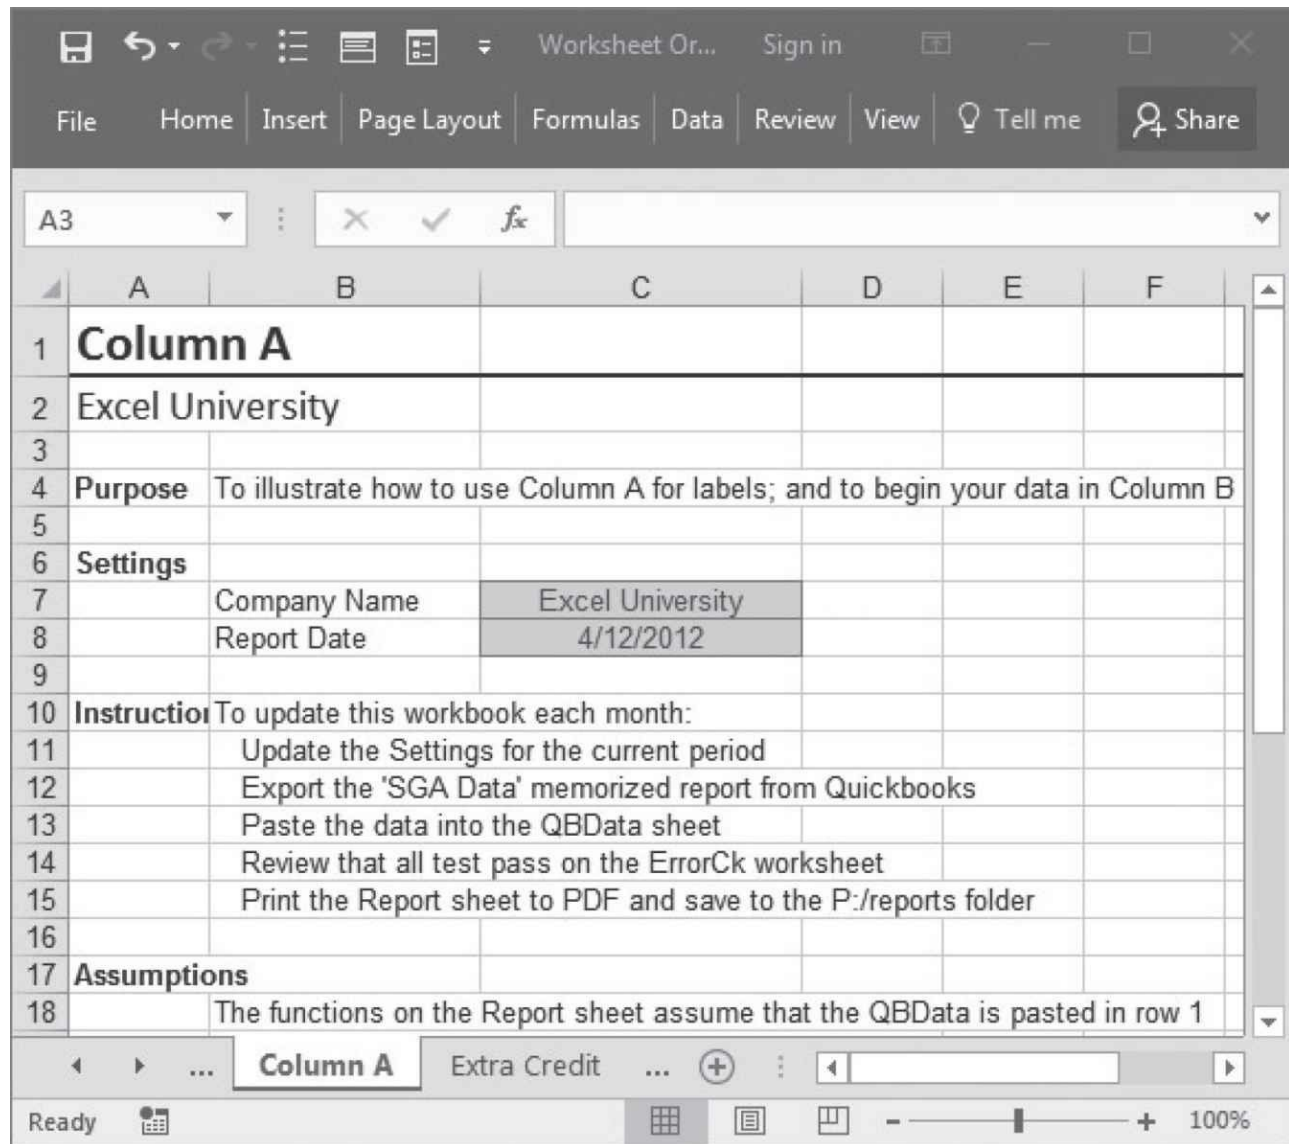 Worksheet Or... Sign in
File Home Insert Page Layout Formulas Data Review View Tell me Share
A3 fx
A B C D E F
1 Column A
2 Excel University
3
4 Purpose To illustrate how to use Column A for labels; and to begin your data in Column B
5
6 Settings
7 Company Name Excel University
8 Report Date 4/12/2012
9
10 Instruction To update this workbook each month:
11 Update the Settings for the current period
12 Export the 'SGA Data' memorized report from Quickbooks
13 Paste the data into the QBData sheet
14 Review that all test pass on the ErrorCk worksheet
15 Print the Report sheet to PDF and save to the P:/reports folder
16
17 Assumptions
18 The functions on the Report sheet assume that the QBData is pasted in row 1
... Column A Extra Credit ...
Ready 100%